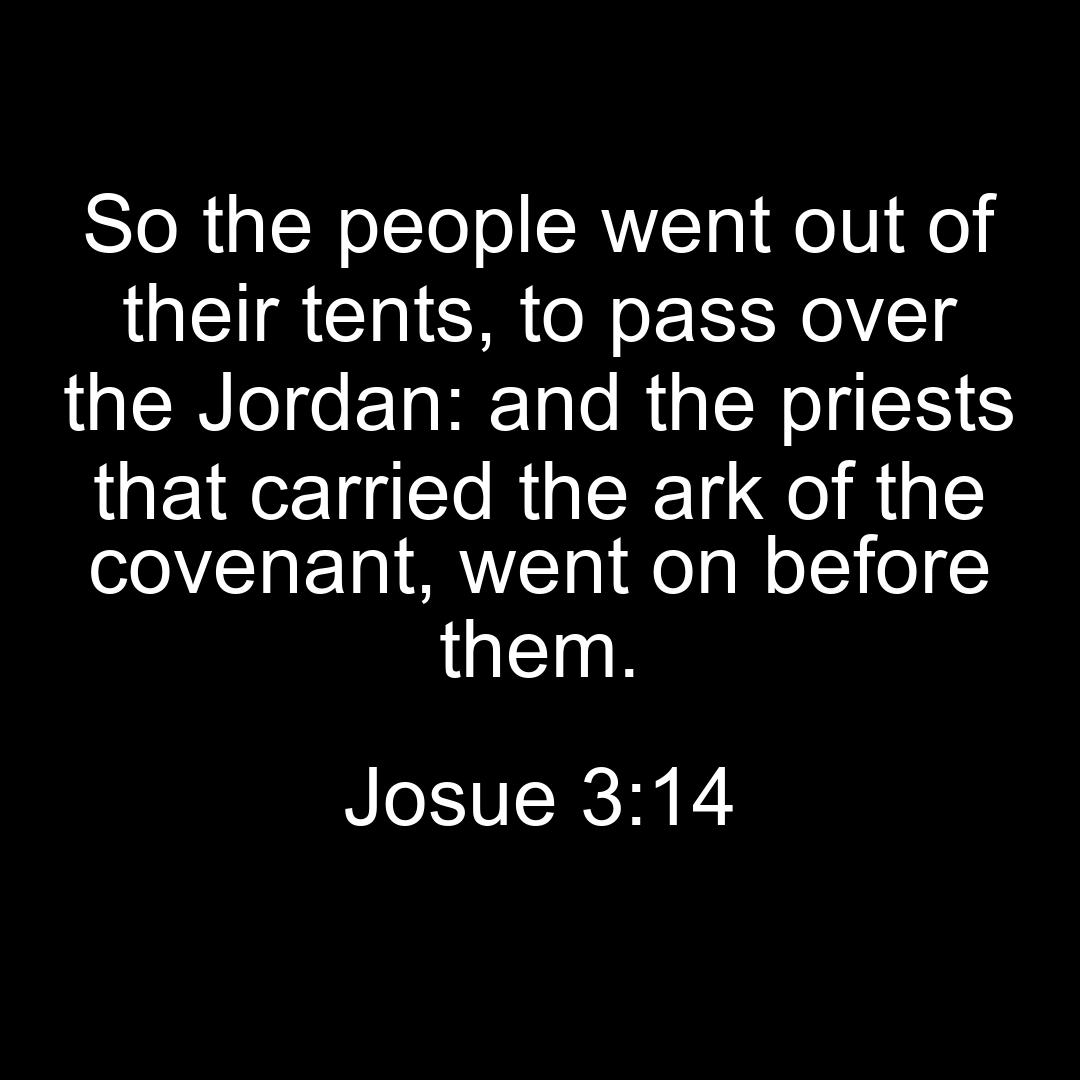 So the people went out of
their tents, to pass over
the Jordan: and the priests
that carried the ark of the
covenant, went on before
them.
Josue 3:14